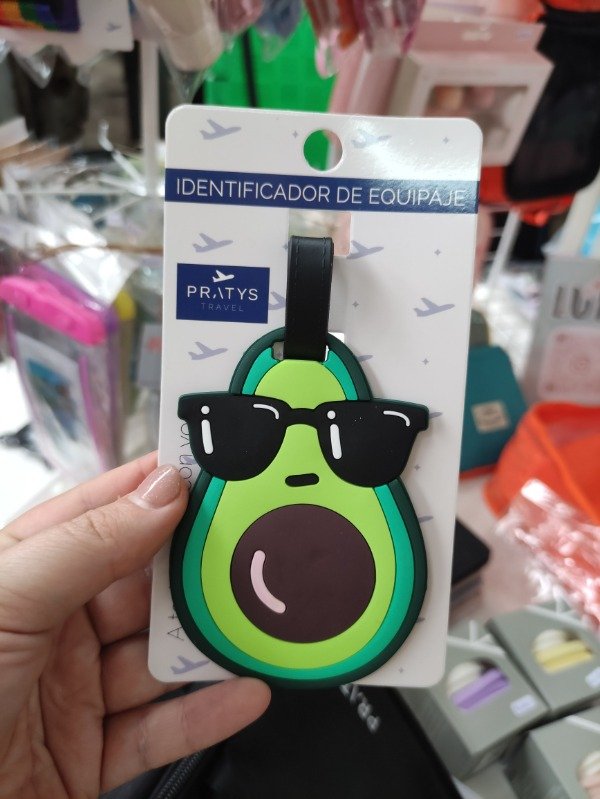 IDENTIFICADOR DE EQUIPAJE
PRATYS
TRAVEL